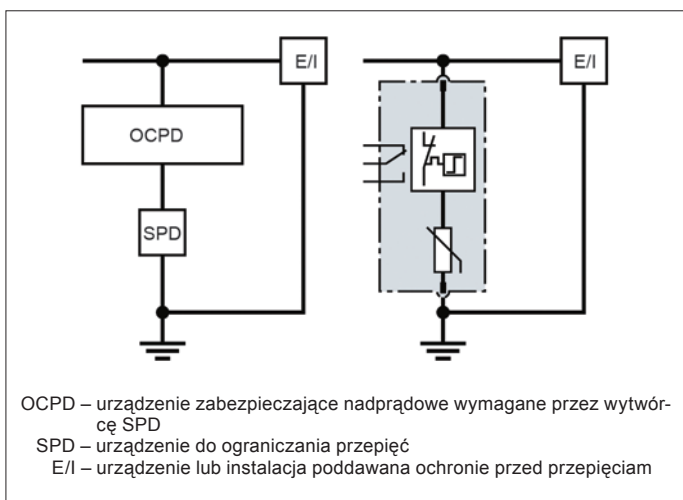 E/I
E/I
OCPD
SPD
OCPD – urządzenie zabezpieczające nadprądowe wymagane przez wytwór-
cę SPD
SPD – urządzenie do ograniczania przepięć
E/I – urządzenie lub instalacja poddawana ochronie przed przepięciam